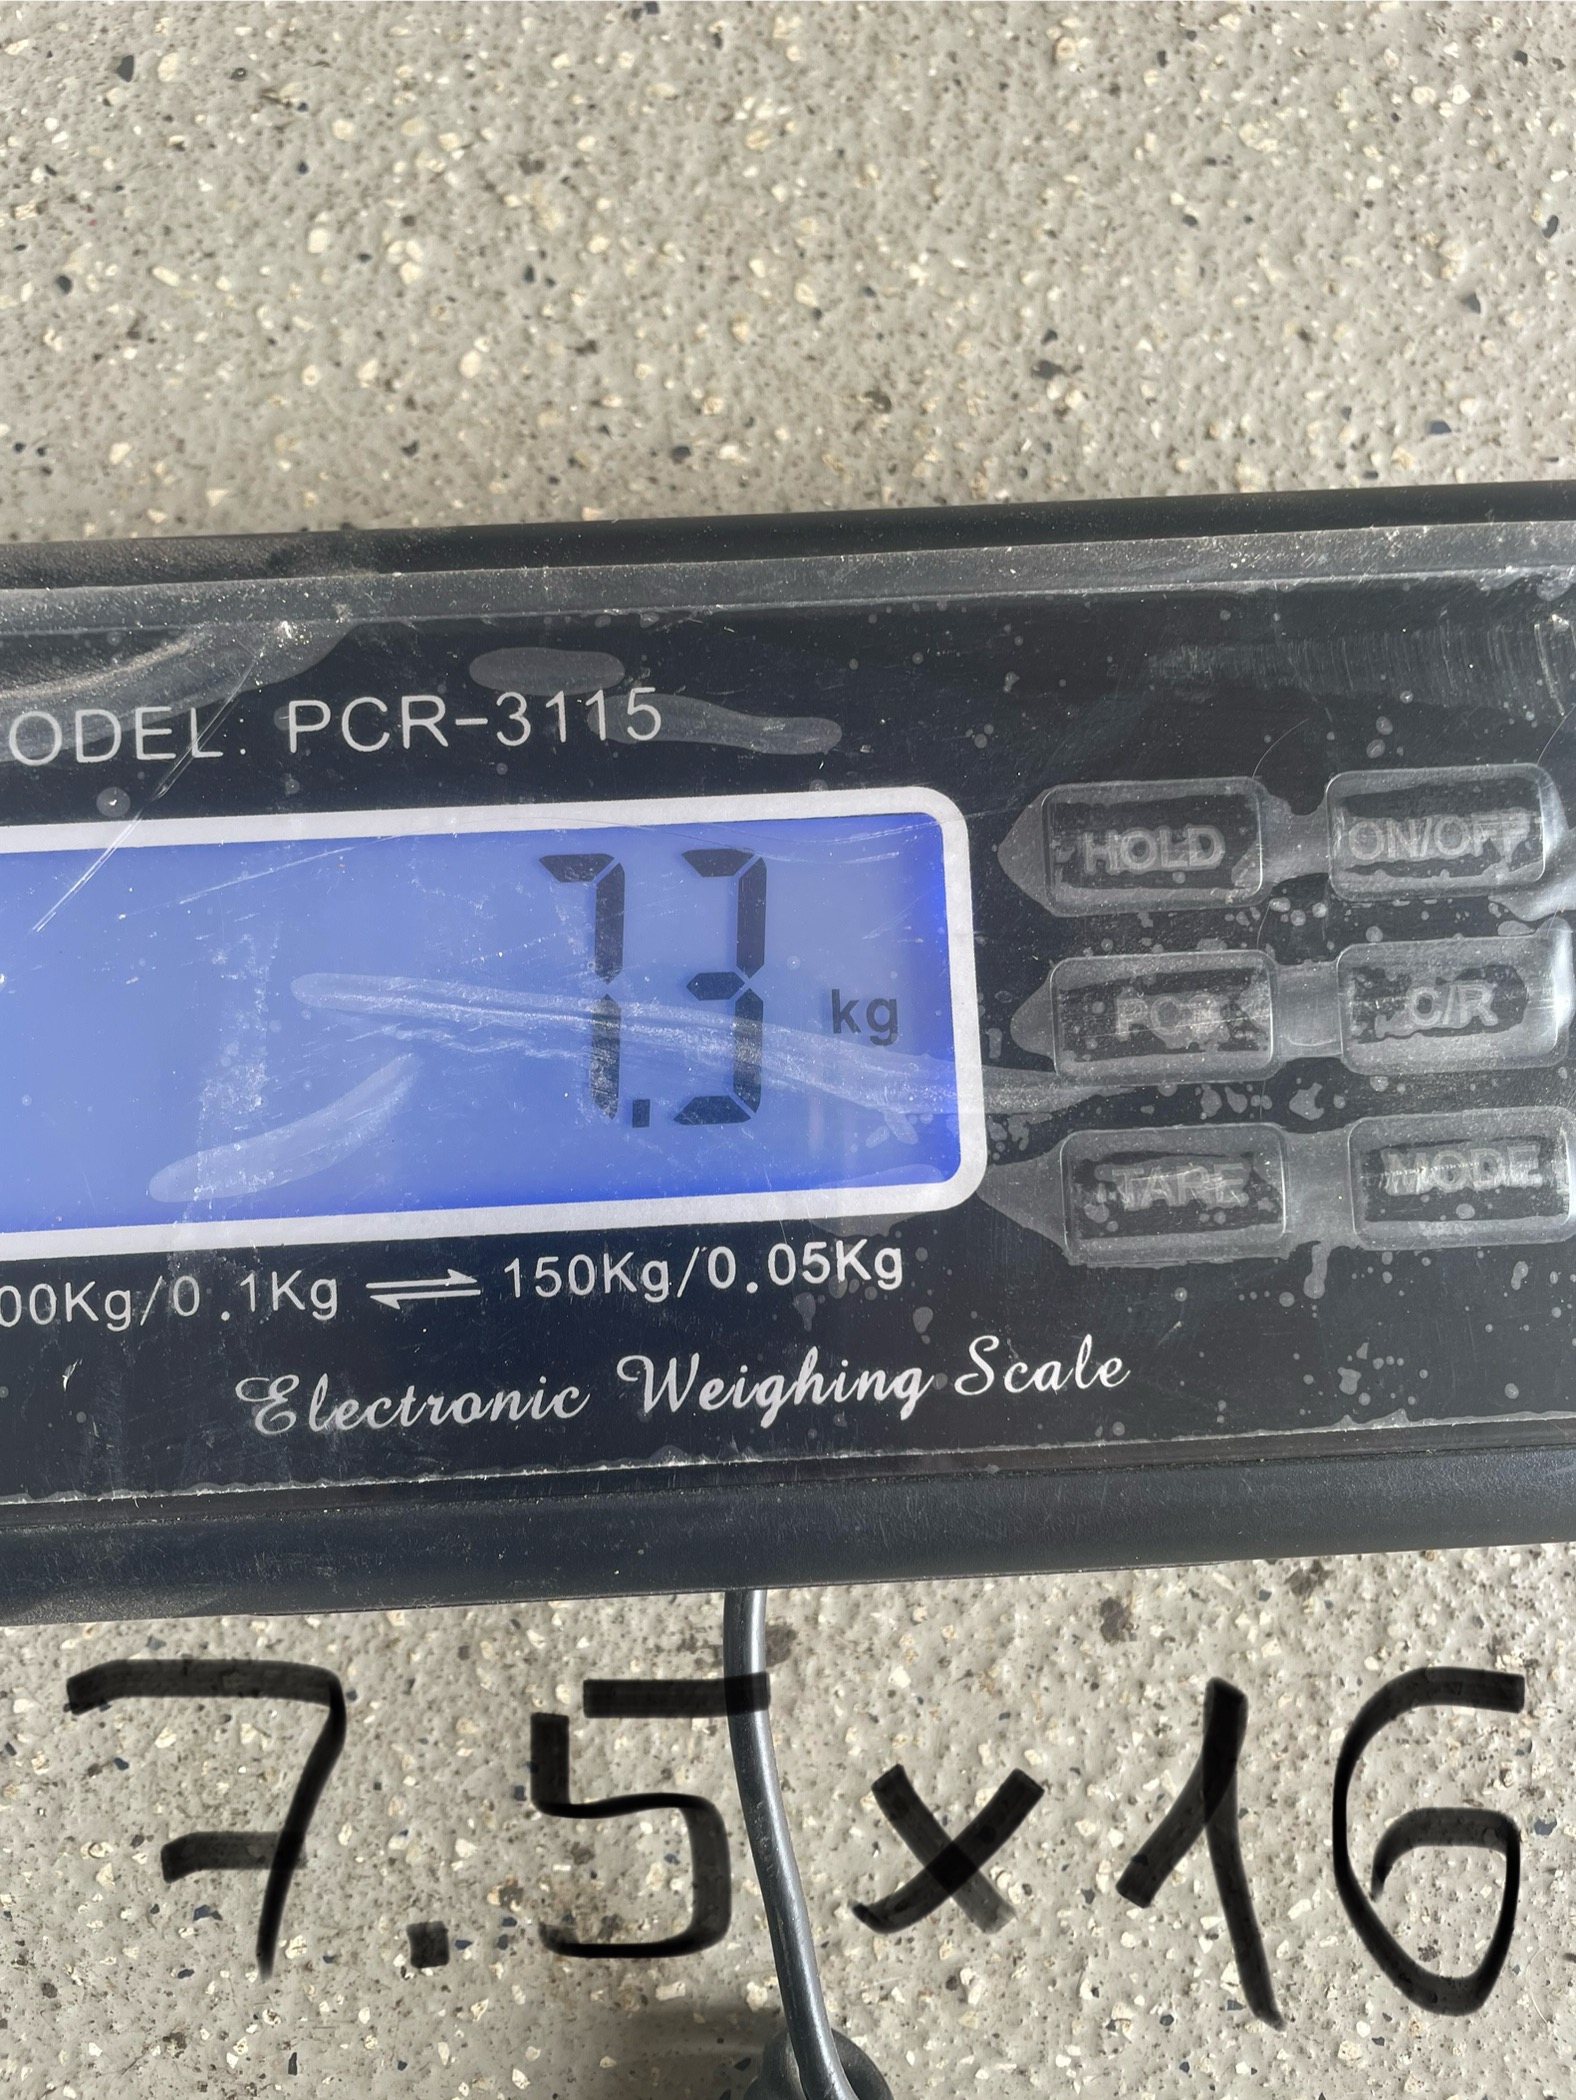 ODEL: PCR-3115
7.3 kg
HOLD ON/OFF
PCR C/R
TARE MODE
00Kg/0.1Kg ⇌ 150Kg/0.05Kg
Electronic Weighing Scale
7.5x16